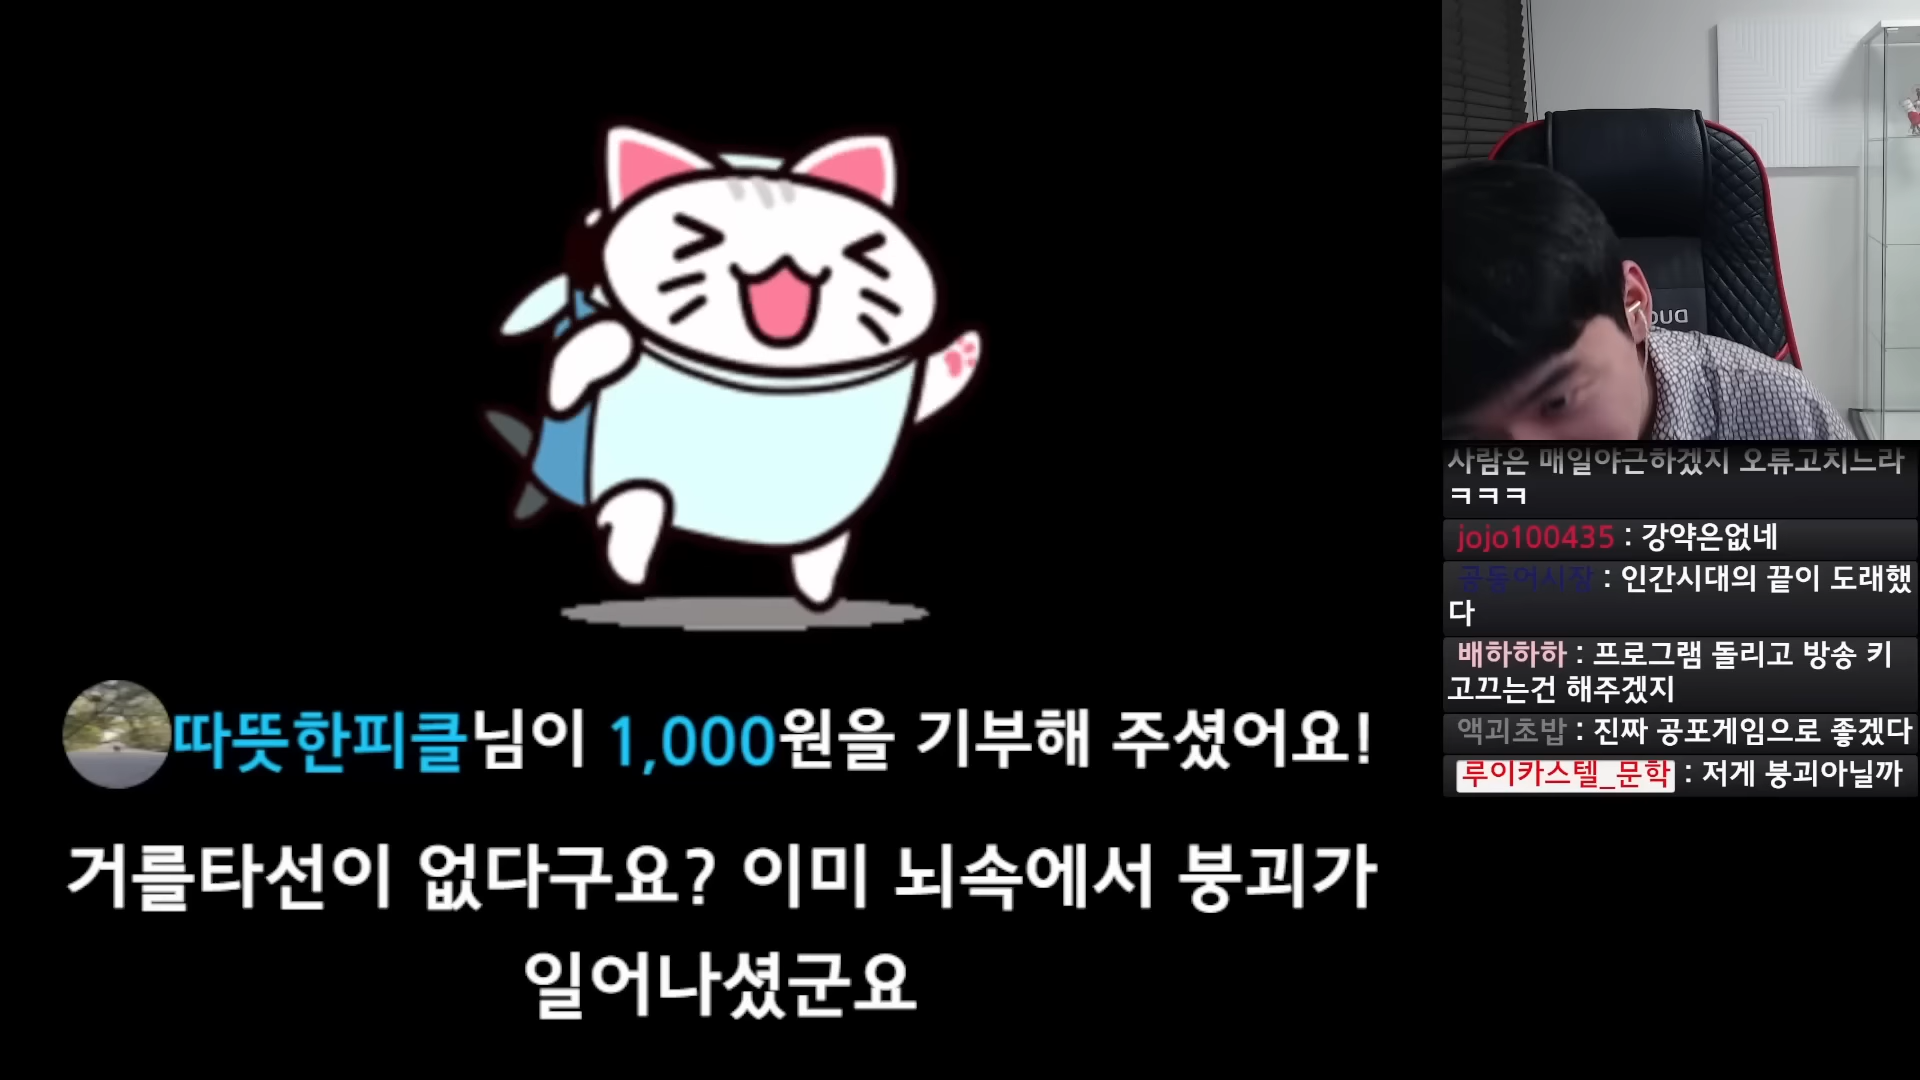 따뜻한피클님이 1,000원을 기부해 주셨어요!
거를타선이 없다구요? 이미 뇌속에서 붕괴가
일어나셨군요
사람은 매일야근하겠지 오류고치느라
ㅋㅋㅋ
jojo100435 : 강약은없네
골동어시장 : 인간시대의 끝이 도래했
다
배하하하 : 프로그램 돌리고 방송 키
고끄는건 해주겠지
액괴초밥 : 진짜 공포게임으로 좋겠다
루이카스텔_문학 : 저게 붕괴아닐까